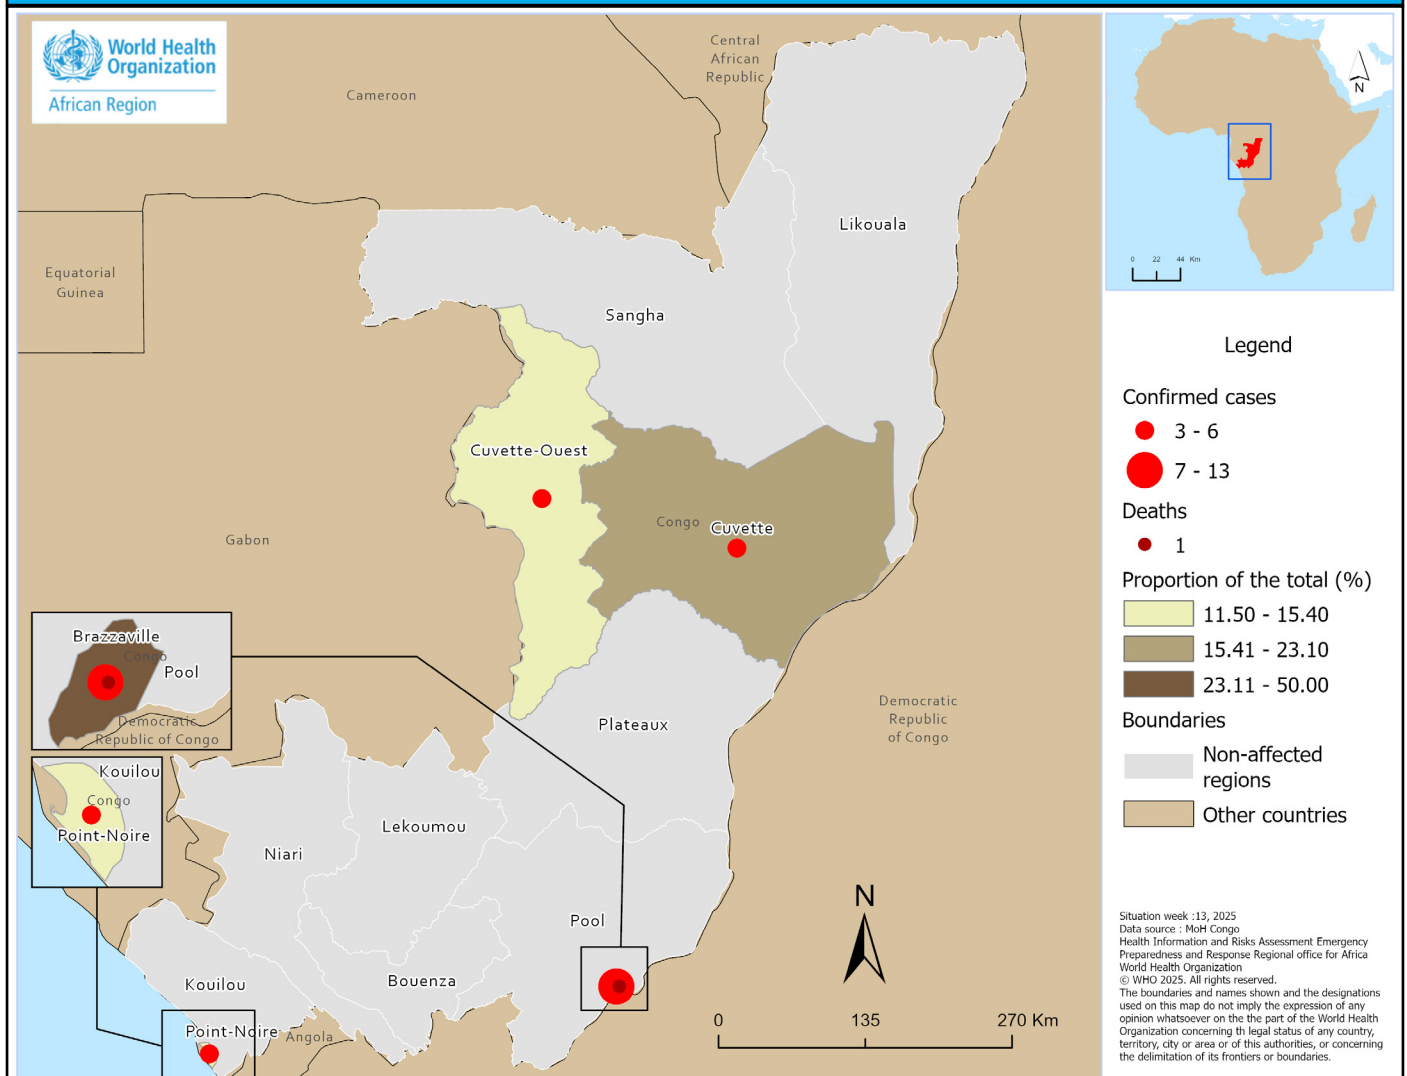 World Health
Organization
African Region
Central
African
Republic
Cameroon
Likouala
Equatorial
Guinea
Sangha
Cuvette-Ouest
Congo
Cuvette
Gabon
Brazzaville
Congo
Pool
Democratic
Republic of Congo
Democratic
Republic
of Congo
Plateaux
Kouilou
Congo
Point-Noire
Lekoumou
Niari
Pool
Kouilou
Bouenza
Point-Noire
Angola
N
0 135 270 Km
N
0 22 44 Km
Legend
Confirmed cases
3 - 6
7 - 13
Deaths
1
Proportion of the total (%)
11.50 - 15.40
15.41 - 23.10
23.11 - 50.00
Boundaries
Non-affected
regions
Other countries
Situation week :13, 2025
Data source : MoH Congo
Health Information and Risks Assessment Emergency
Preparedness and Response Regional office for Africa
World Health Organization
© WHO 2025. All rights reserved.
The boundaries and names shown and the designations
used on this map do not imply the expression of any
opinion whatsoever on the the part of the World Health
Organization concerning th legal status of any country,
territory, city or area or of this authorities, or concerning
the delimitation of its frontiers or boundaries.